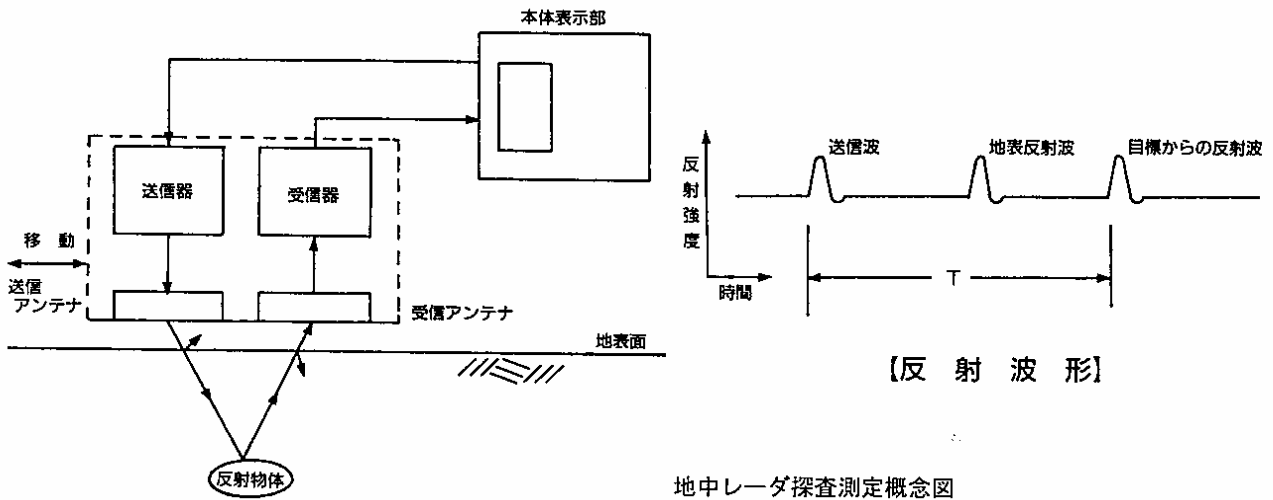 本体表示部
送信器
受信器
移 動
送信
アンテナ
受信アンテナ
地表面
反射物体
反射強度
送信波
地表反射波
目標からの反射波
T
時間
【反 射 波 形】
地中レーダ探査測定概念図